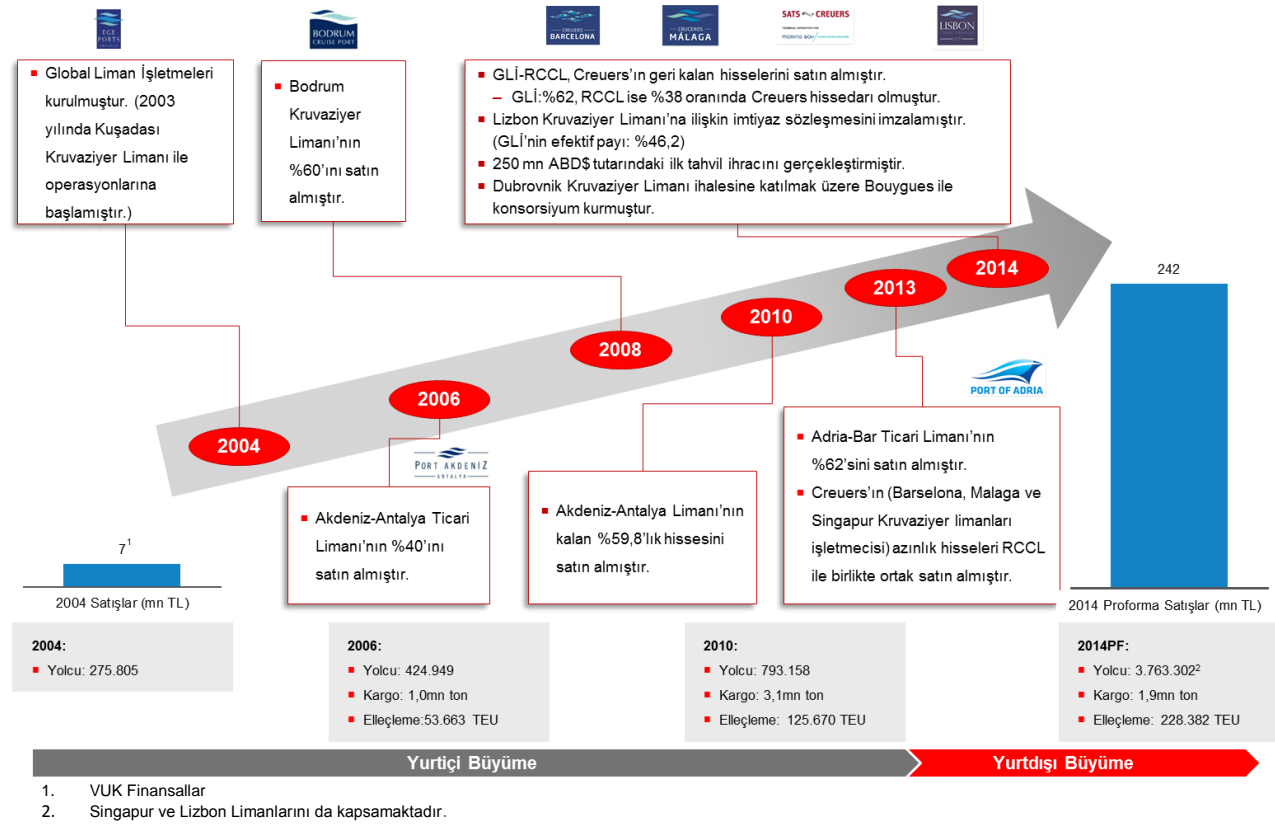 EGE
PORTS
BODRUM
CRUISE PORT
CREUERS
BARCELONA
CRUCEROS
MÁLAGA
SATS CREUERS
MARINA BAY
LISBON
Global Liman İşletmeleri
kurulmuştur. (2003
yılında Kuşadası
Kruvaziyer Limanı ile
operasyonlarına
başlamıştır.)
Bodrum
Kruvaziyer
Limanı’nın
%60’ını satın
almıştır.
GLİ-RCCL, Creuers’ın geri kalan hisselerini satın almıştır.
– GLİ:%62, RCCL ise %38 oranında Creuers hissedarı olmuştur.
Lizbon Kruvaziyer Limanı’na ilişkin imtiyaz sözleşmesini imzalamıştır.
(GLİ’nin efektif payı: %46,2)
250 mn ABD$ tutarındaki ilk tahvil ihracını gerçekleştirmiştir.
Dubrovnik Kruvaziyer Limanı ihalesine katılmak üzere Bouygues ile
konsorsiyum kurmuştur.
2014
242
2013
2010
2008
PORT OF ADRIA
2006
2004
PORT AKDENİZ
ANTALYA
Akdeniz-Antalya Ticari
Limanı’nın %40’ını
satın almıştır.
Akdeniz-Antalya Limanı’nın
kalan %59,8’lık hissesini
satın almıştır.
Adria-Bar Ticari Limanı’nın
%62’sini satın almıştır.
Creuers’ın (Barselona, Malaga ve
Singapur Kruvaziyer limanları
işletmecisi) azınlık hisseleri RCCL
ile birlikte ortak satın almıştır.
7¹
2004 Satışlar (mn TL)
2014 Proforma Satışlar (mn TL)
2004:
Yolcu: 275.805
2006:
Yolcu: 424.949
Kargo: 1,0mn ton
Elleçleme:53.663 TEU
2010:
Yolcu: 793.158
Kargo: 3,1mn ton
Elleçleme: 125.670 TEU
2014PF:
Yolcu: 3.763.302²
Kargo: 1,9mn ton
Elleçleme: 228.382 TEU
Yurtiçi Büyüme
Yurtdışı Büyüme
1. VUK Finansallar
2. Singapur ve Lizbon Limanlarını da kapsamaktadır.